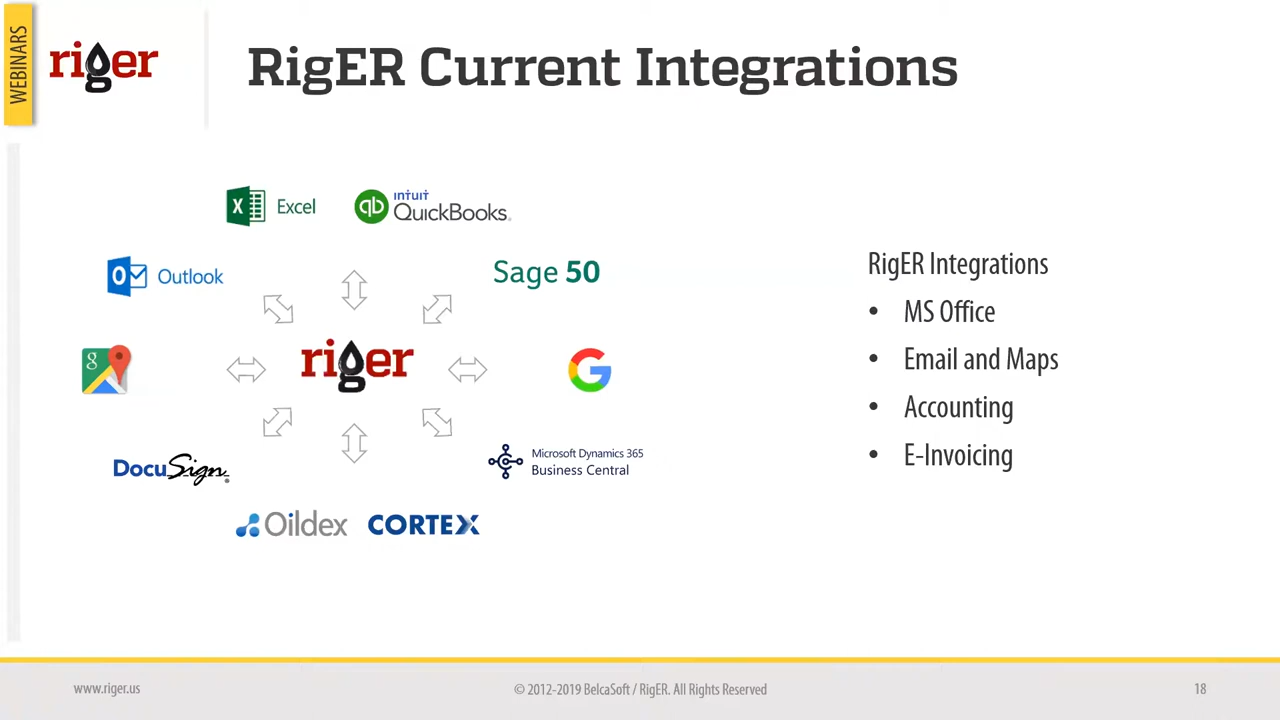 WEBINARS
riger
RigER Current Integrations
X Excel
qb INTUIT QuickBooks.
O Outlook
Sage 50
g
riger
G
DocuSign.
Microsoft Dynamics 365
Business Central
Oildex
CORTEX
RigER Integrations
• MS Office
• Email and Maps
• Accounting
• E-Invoicing
www.riger.us
© 2012-2019 BelcaSoft / RigER. All Rights Reserved
18